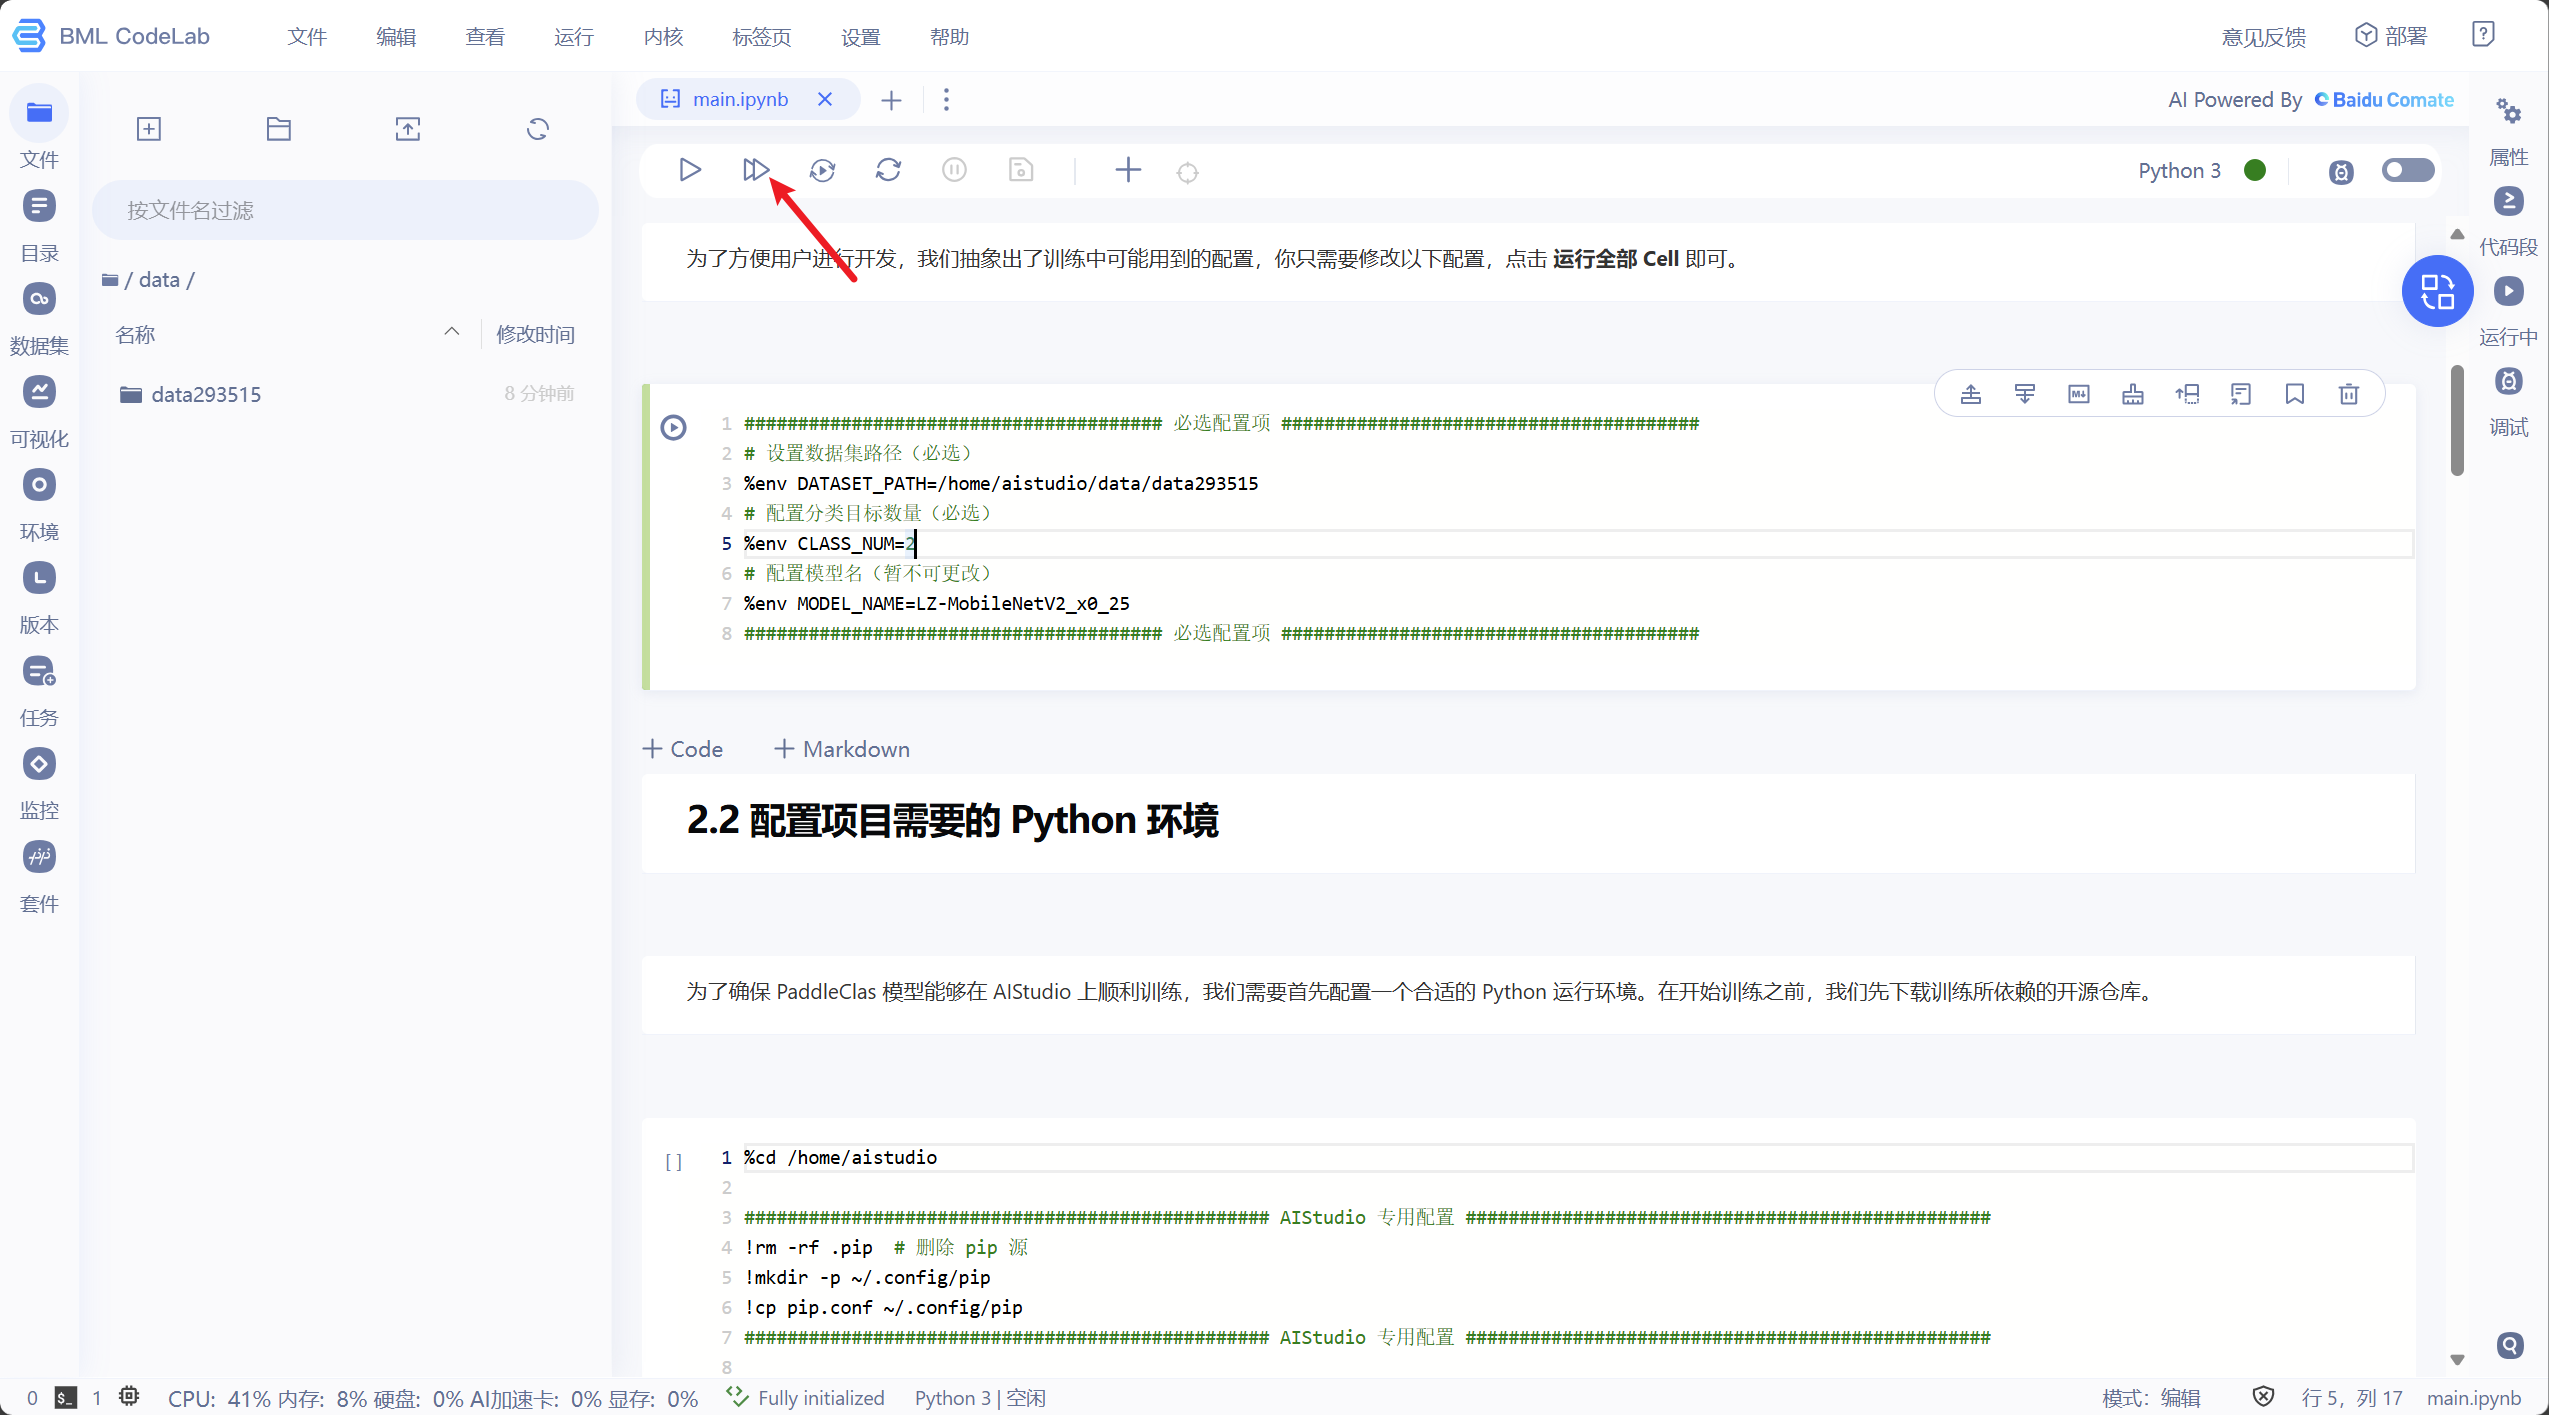 BML CodeLab
文件 编辑 查看 运行 内核 标签页 设置 帮助
意见反馈 部署
文件
目录
数据集
可视化
环境
版本
任务
监控
套件
按文件名过滤
/ data /
名称 修改时间
data293515 8 分钟前
main.ipynb
AI Powered By Baidu Comate
Python 3
属性
代码段
运行中
调试
为了方便用户进行开发，我们抽象出了训练中可能用到的配置，你只需要修改以下配置，点击 运行全部 Cell 即可。
1 ####################################### 必选配置项 #######################################
2 # 设置数据集路径（必选）
3 %env DATASET_PATH=/home/aistudio/data/data293515
4 # 配置分类目标数量（必选）
5 %env CLASS_NUM=2
6 # 配置模型名（暂不可更改）
7 %env MODEL_NAME=LZ-MobileNetV2_x0_25
8 ####################################### 必选配置项 #######################################
Code Markdown
2.2 配置项目需要的 Python 环境
为了确保 PaddleClas 模型能够在 AIStudio 上顺利训练，我们需要首先配置一个合适的 Python 运行环境。在开始训练之前，我们先下载训练所依赖的开源仓库。
[ ]
1 %cd /home/aistudio
2
3 ################################################# AIStudio 专用配置 #################################################
4 !rm -rf .pip  # 删除 pip 源
5 !mkdir -p ~/.config/pip
6 !cp pip.conf ~/.config/pip
7 ################################################# AIStudio 专用配置 #################################################
8
0 1 CPU: 41% 内存: 8% 硬盘: 0% AI加速卡: 0% 显存: 0% Fully initialized Python 3 | 空闲 模式: 编辑 行 5，列 17 main.ipynb